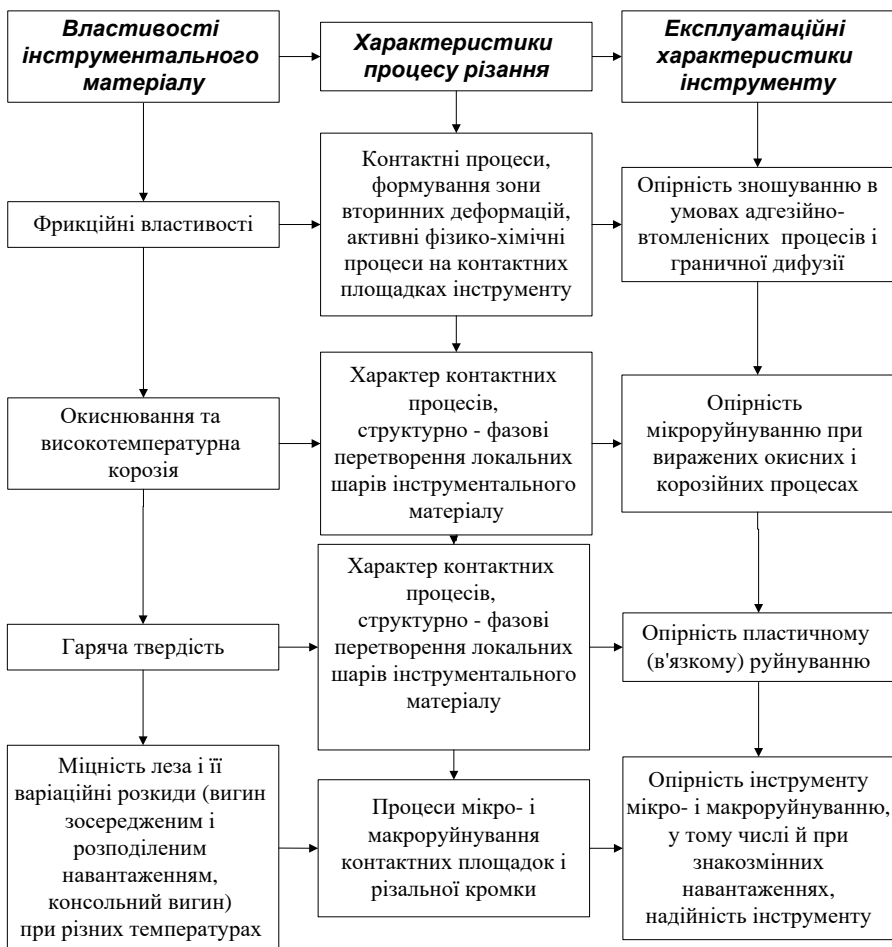 Властивості
інструментального
матеріалу
Характеристики
процесу різання
Експлуатаційні
характеристики
інструменту
Фрикційні властивості
Контактні процеси,
формування зони
вторинних деформацій,
активні фізико-хімічні
процеси на контактних
площадках інструменту
Опірність зношуванню в
умовах адгезійно-
втомленісних процесів і
граничної дифузії
Окиснювання та
високотемпературна
корозія
Характер контактних
процесів,
структурно - фазові
перетворення локальних
шарів інструментального
матеріалу
Опірність
мікроруйнуванню при
виражених окисних і
корозійних процесах
Гаряча твердість
Характер контактних
процесів,
структурно - фазові
перетворення локальних
шарів інструментального
матеріалу
Опірність пластичному
(в'язкому) руйнуванню
Міцність леза і її
варіаційні розкиди (вигин
зосередженим і
розподіленим
навантаженням,
консольний вигин)
при різних температурах
Процеси мікро- і
макроруйнування
контактних площадок і
різальної кромки
Опірність інструменту
мікро- і макроруйнуванню,
у тому числі й при
знакозмінних
навантаженнях,
надійність інструменту